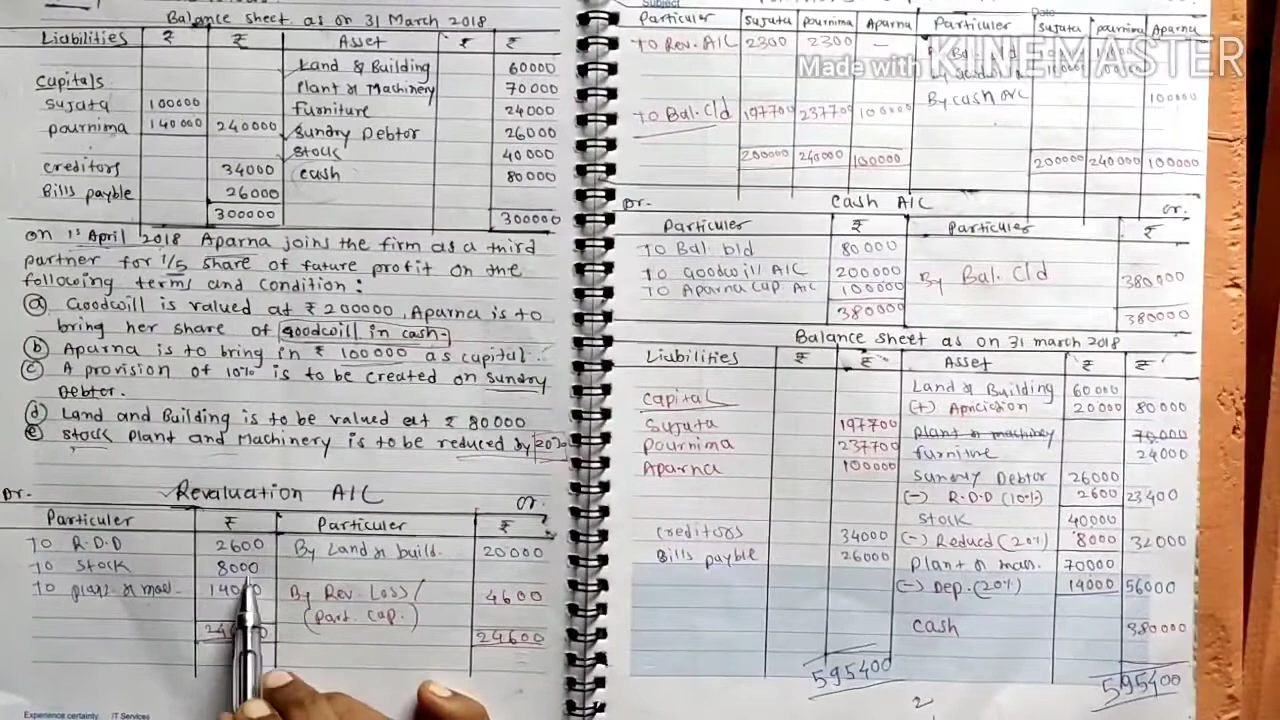 Balance sheet as on 31 March 2018
Liabilities ₹ ₹ Asset ₹ ₹
Land & Building 60000
Capitals Plant & Machinery 70000
Sujata 100000 furniture 24000
Pournima 140000 240000 Sundry Debtor 26000
stock 40000
creditors 34000 cash 80000
Bills payble 26000
300000 300000
on 1st April 2018 Aparna joins the firm as a third
partner for 1/5 share of future profit on the
following terms and condition:
(a) Goodwill is valued at ₹ 200000, Aparna is to
bring her share of Goodwill in cash.
(b) Aparna is to bring in ₹ 100000 as capital.
(c) A provision of 10% is to be created on Sundry
Debtor.
(d) Land and Building is to be valued at ₹ 80000
(e) Stock Plant and Machinery is to be reduced by 20%
Dr. Revaluation A/C cr.
Particuler ₹ Particuler ₹
TO R.D.D 2600 By Land & build. 20000
TO Stock 8000
TO plant & mac. By Rev. Loss/ 4600
(Part. Cap.)
24600
Experience certainty. IT Services
Subject Date
Particuler Sujata Pournima Aparna Particuler Sujata Pournima Aparna
TO Rev. A/C 2300 2300 —
By cash A/C 100000
TO Bal. C/d 197700 237700 100000
200000 240000 100000 200000 240000 100000
Made with KINEMASTER
Dr. Cash A/C cr.
Particuler ₹ Particuler ₹
TO Bal. b/d 80000
TO Goodwill A/C 200000 By Bal. C/d 380000
TO Aparna Cap A/C 100000
380000 380000
Balance sheet as on 31 march 2018
Liabilities ₹ ₹ Asset ₹ ₹
Land & Building 60000
Capital (+) Apriciation 20000 80000
Sujata 197700 plant & machinery 70000
Pournima 237700 furniture 24000
Aparna 100000 Sundry Debtor 26000
(-) R.D.D (10%) 2600 23400
Stock 40000
creditors 34000 (-) Reduced (20%) 8000 32000
Bills payble 26000 Plant & mach. 70000
(-) Dep. (20%) 14000 56000
cash 380000
595400 595400
2